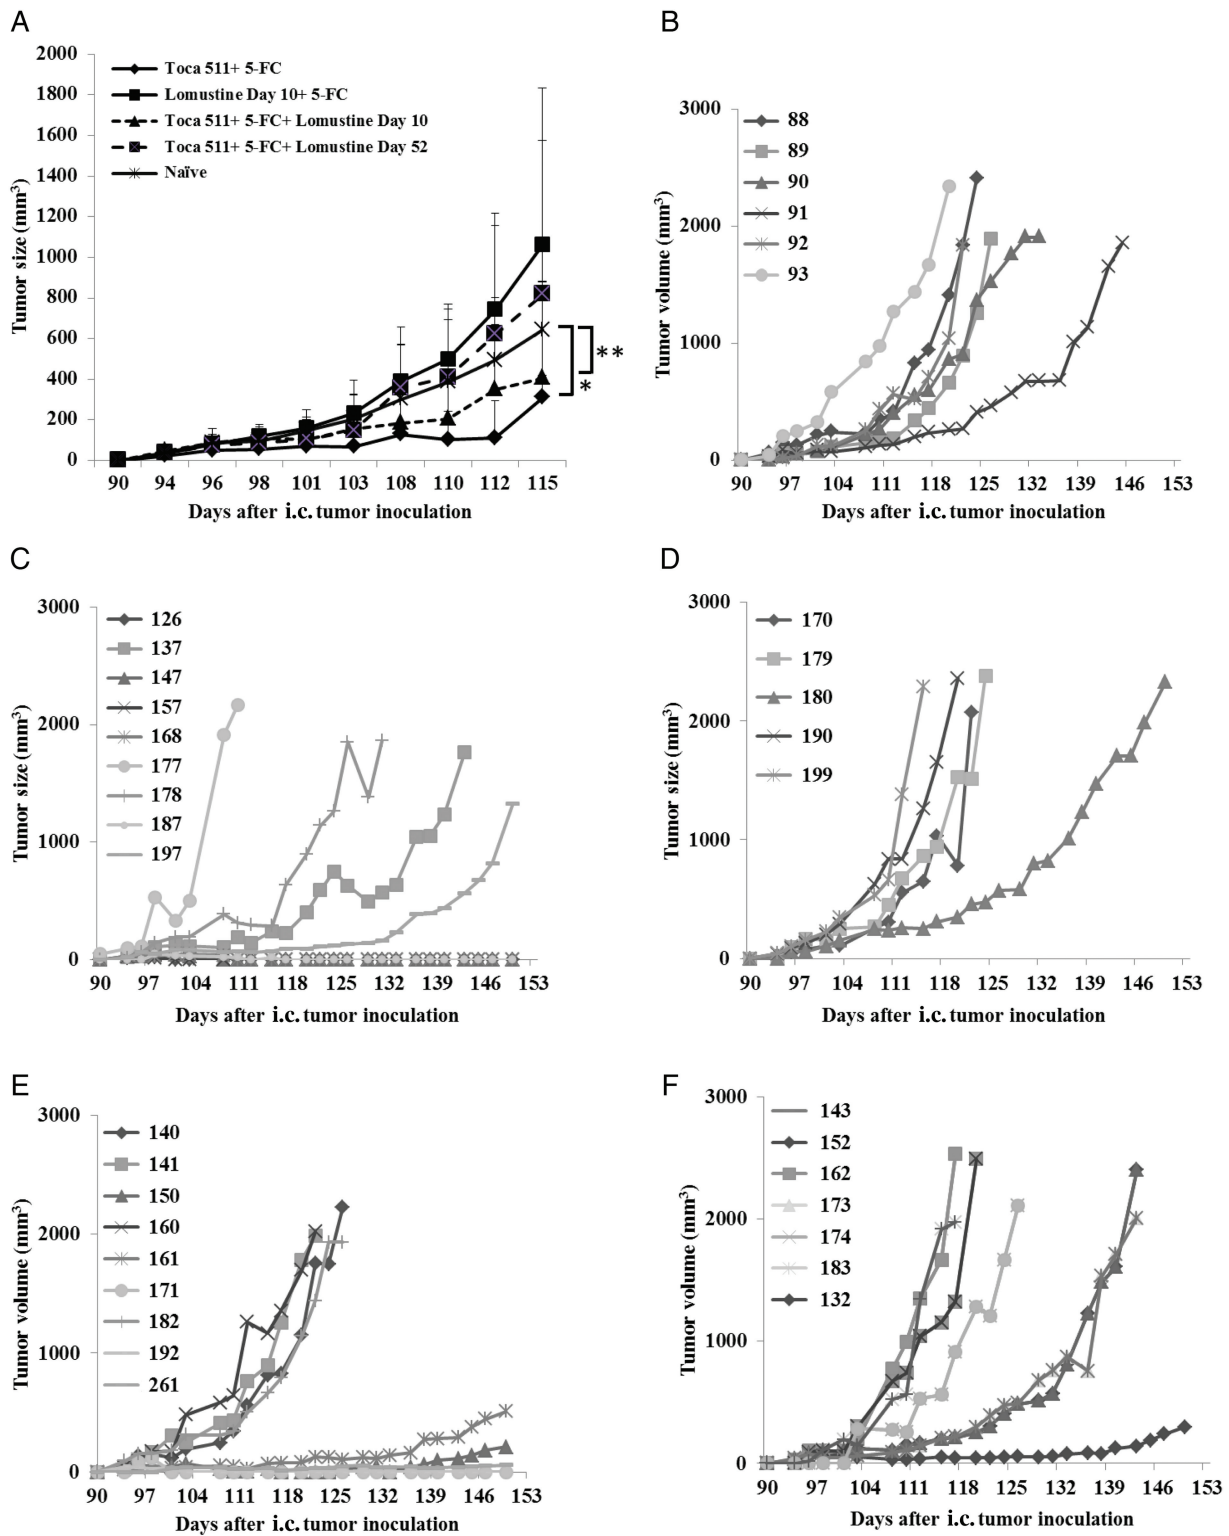 A
2000
1800
1600
1400
1200
1000
800
600
400
200
0
Tumor size (mm3)
Toca 511+ 5-FC
Lomustine Day 10+ 5-FC
Toca 511+ 5-FC+ Lomustine Day 10
Toca 511+ 5-FC+ Lomustine Day 52
Naïve
**
*
90 94 96 98 101 103 108 110 112 115
Days after i.c. tumor inoculation
B
3000
2000
1000
0
Tumor volume (mm3)
88
89
90
91
92
93
90 97 104 111 118 125 132 139 146 153
Days after i.c. tumor inoculation
C
3000
2000
1000
0
Tumor size (mm3)
126
137
147
157
168
177
178
187
197
90 97 104 111 118 125 132 139 146 153
Days after i.c. tumor inoculation
D
3000
2000
1000
0
Tumor size (mm3)
170
179
180
190
199
90 97 104 111 118 125 132 139 146 153
Days after i.c. tumor inoculation
E
3000
2000
1000
0
Tumor volume (mm3)
140
141
150
160
161
171
182
192
261
90 97 104 111 118 125 132 139 146 153
Days after i.c. tumor inoculation
F
3000
2000
1000
0
Tumor volume (mm3)
143
152
162
173
174
183
132
90 97 104 111 118 125 132 139 146 153
Days after i.c. tumor inoculation